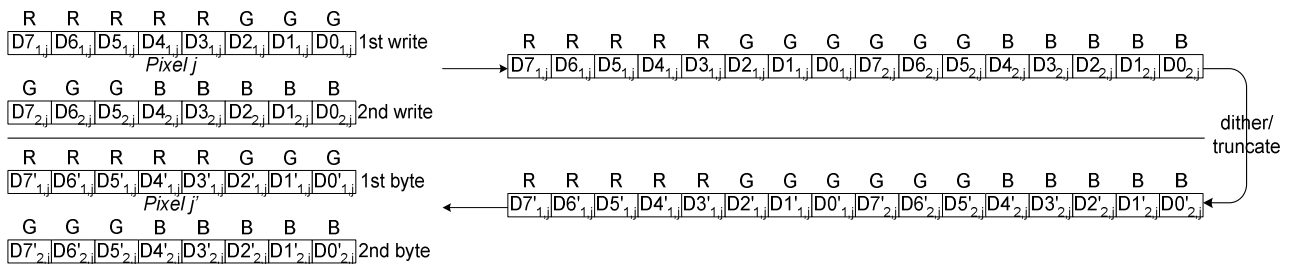 R R R R R G G G
D7₁,ⱼ D6₁,ⱼ D5₁,ⱼ D4₁,ⱼ D3₁,ⱼ D2₁,ⱼ D1₁,ⱼ D0₁,ⱼ 1st write
Pixel j
G G G B B B B B
D7₂,ⱼ D6₂,ⱼ D5₂,ⱼ D4₂,ⱼ D3₂,ⱼ D2₂,ⱼ D1₂,ⱼ D0₂,ⱼ 2nd write
R R R R R G G G G G G B B B B B
D7₁,ⱼ D6₁,ⱼ D5₁,ⱼ D4₁,ⱼ D3₁,ⱼ D2₁,ⱼ D1₁,ⱼ D0₁,ⱼ D7₂,ⱼ D6₂,ⱼ D5₂,ⱼ D4₂,ⱼ D3₂,ⱼ D2₂,ⱼ D1₂,ⱼ D0₂,ⱼ
dither/
truncate
R R R R R G G G
D7'₁,ⱼ D6'₁,ⱼ D5'₁,ⱼ D4'₁,ⱼ D3'₁,ⱼ D2'₁,ⱼ D1'₁,ⱼ D0'₁,ⱼ 1st byte
Pixel j'
G G G B B B B B
D7'₂,ⱼ D6'₂,ⱼ D5'₂,ⱼ D4'₂,ⱼ D3'₂,ⱼ D2'₂,ⱼ D1'₂,ⱼ D0'₂,ⱼ 2nd byte
R R R R R G G G G G G B B B B B
D7'₁,ⱼ D6'₁,ⱼ D5'₁,ⱼ D4'₁,ⱼ D3'₁,ⱼ D2'₁,ⱼ D1'₁,ⱼ D0'₁,ⱼ D7'₂,ⱼ D6'₂,ⱼ D5'₂,ⱼ D4'₂,ⱼ D3'₂,ⱼ D2'₂,ⱼ D1'₂,ⱼ D0'₂,ⱼ